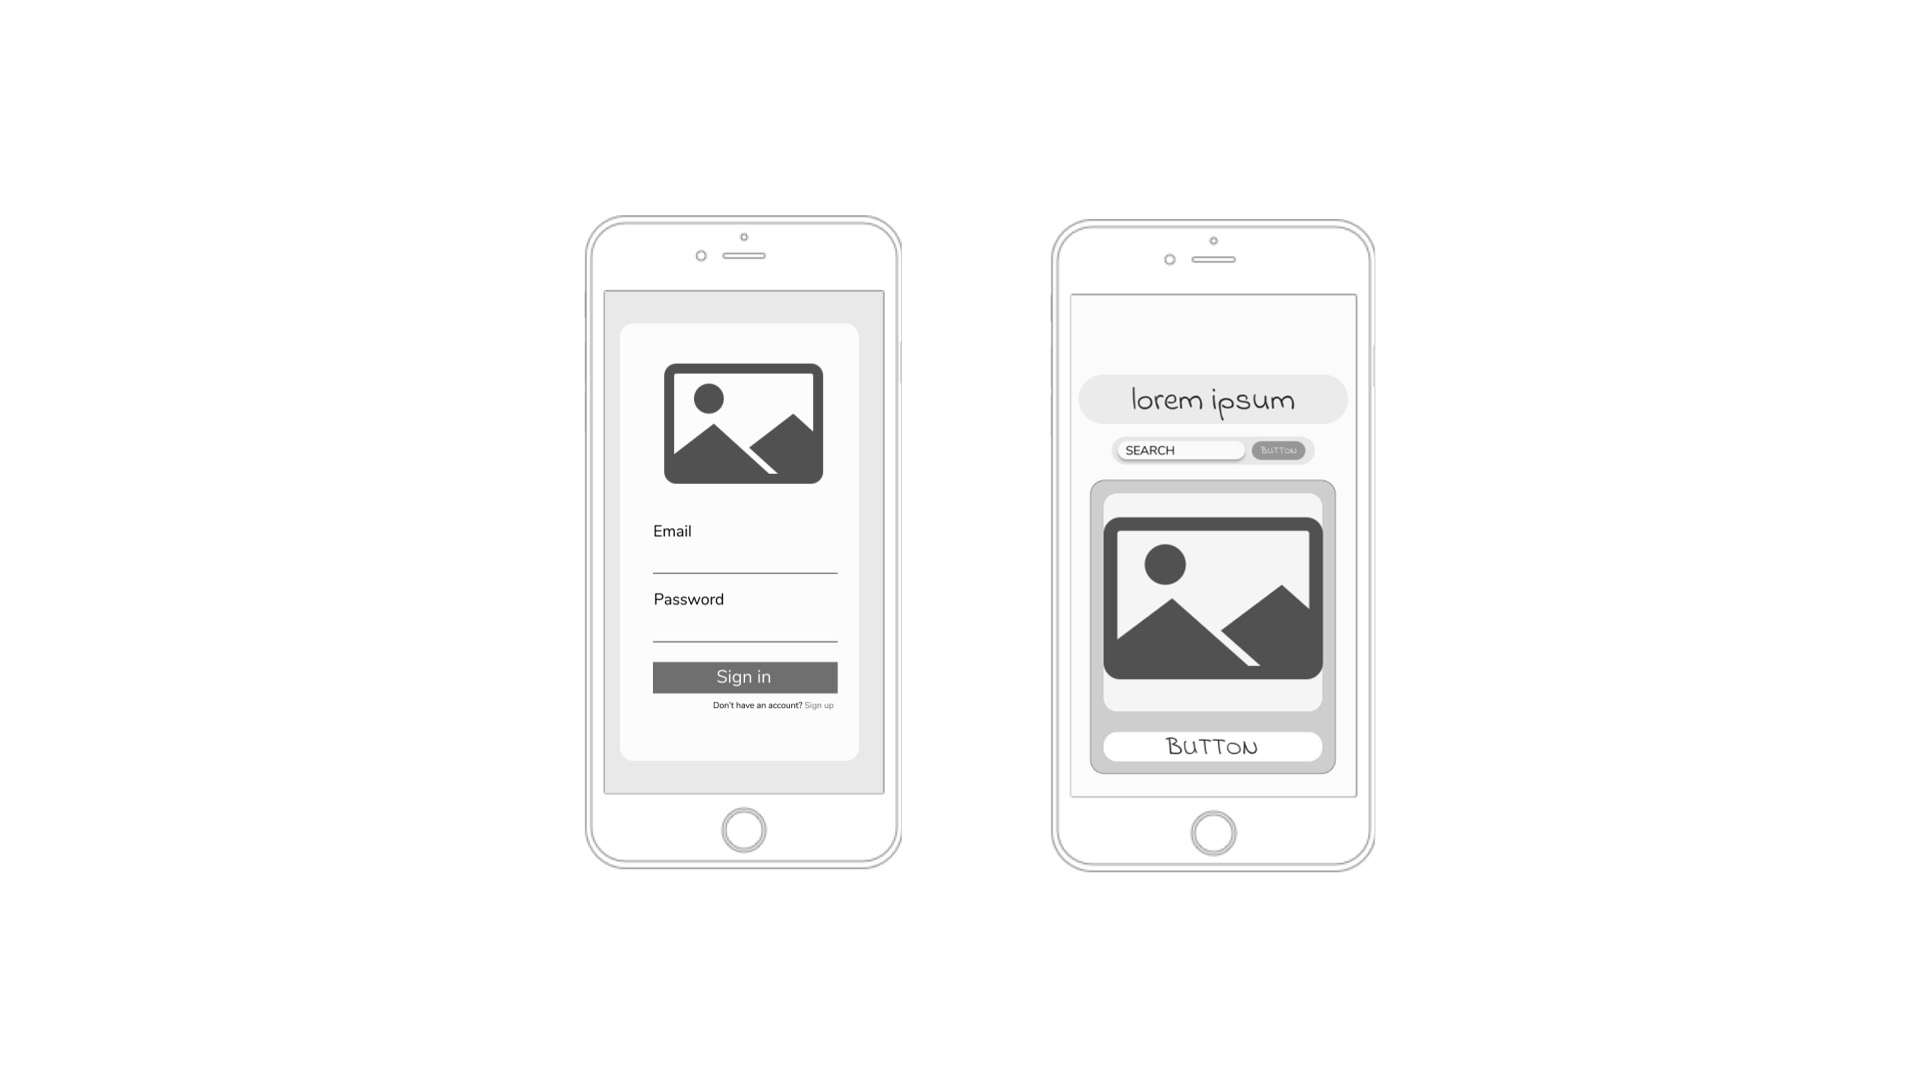 Email
Password
Sign in
Don't have an account? Sign up
lorem ipsum
SEARCH
BUTTON
BUTTON